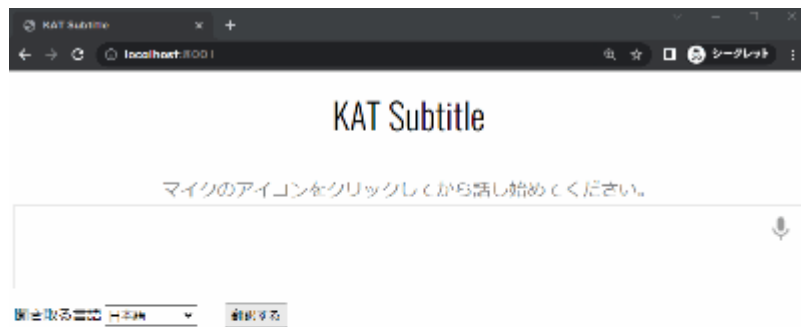 KAT Subtitle
localhost:8001
シークレット
KAT Subtitle
マイクのアイコンをクリックしてから話し始めてください。
聞き取る言語 日本語 翻訳する